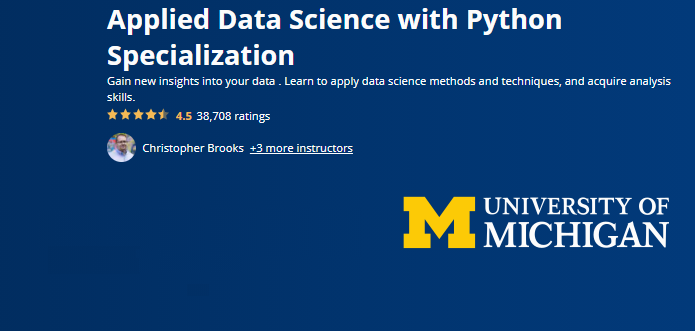 Applied Data Science with Python
Specialization
Gain new insights into your data . Learn to apply data science methods and techniques, and acquire analysis
skills.
4.5 38,708 ratings
Christopher Brooks +3 more instructors
M UNIVERSITY OF
MICHIGAN